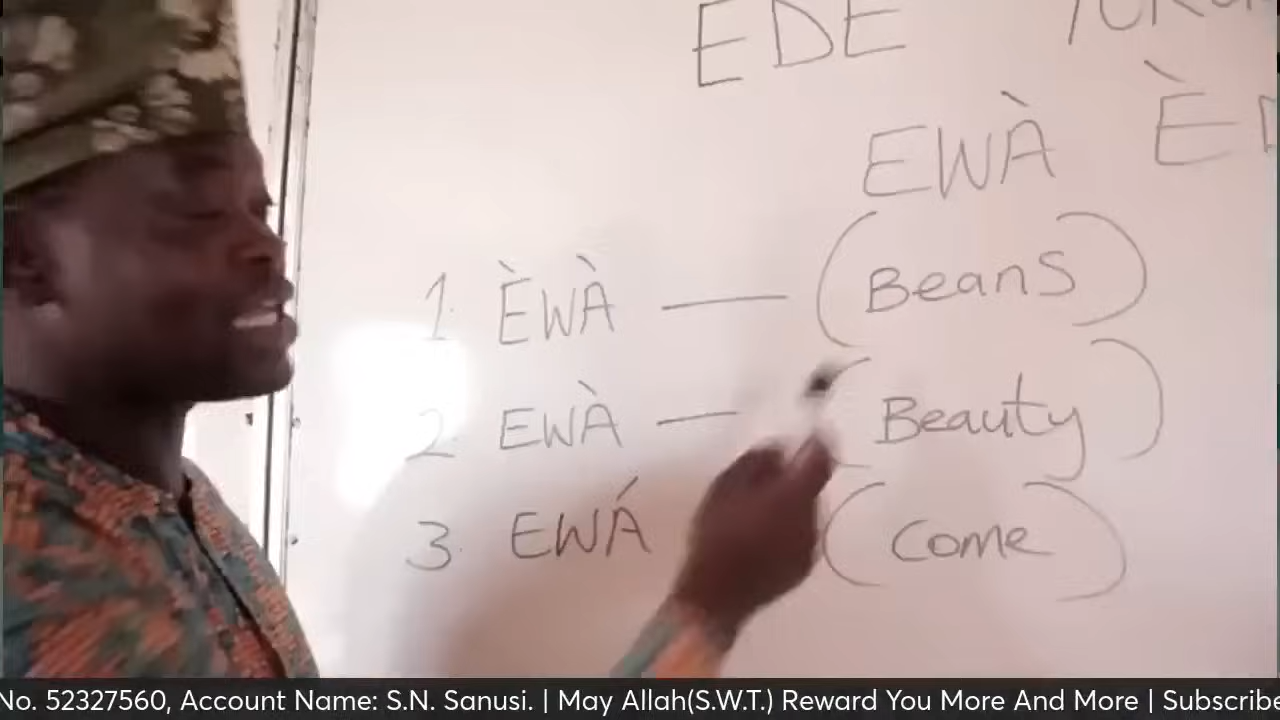 EDE
EWÀ È
1. ÈWÀ — (Beans)
2. EWÀ — (Beauty)
3. EWÁ (Come)
No. 52327560, Account Name: S.N. Sanusi. | May Allah(S.W.T.) Reward You More And More | Subscribe